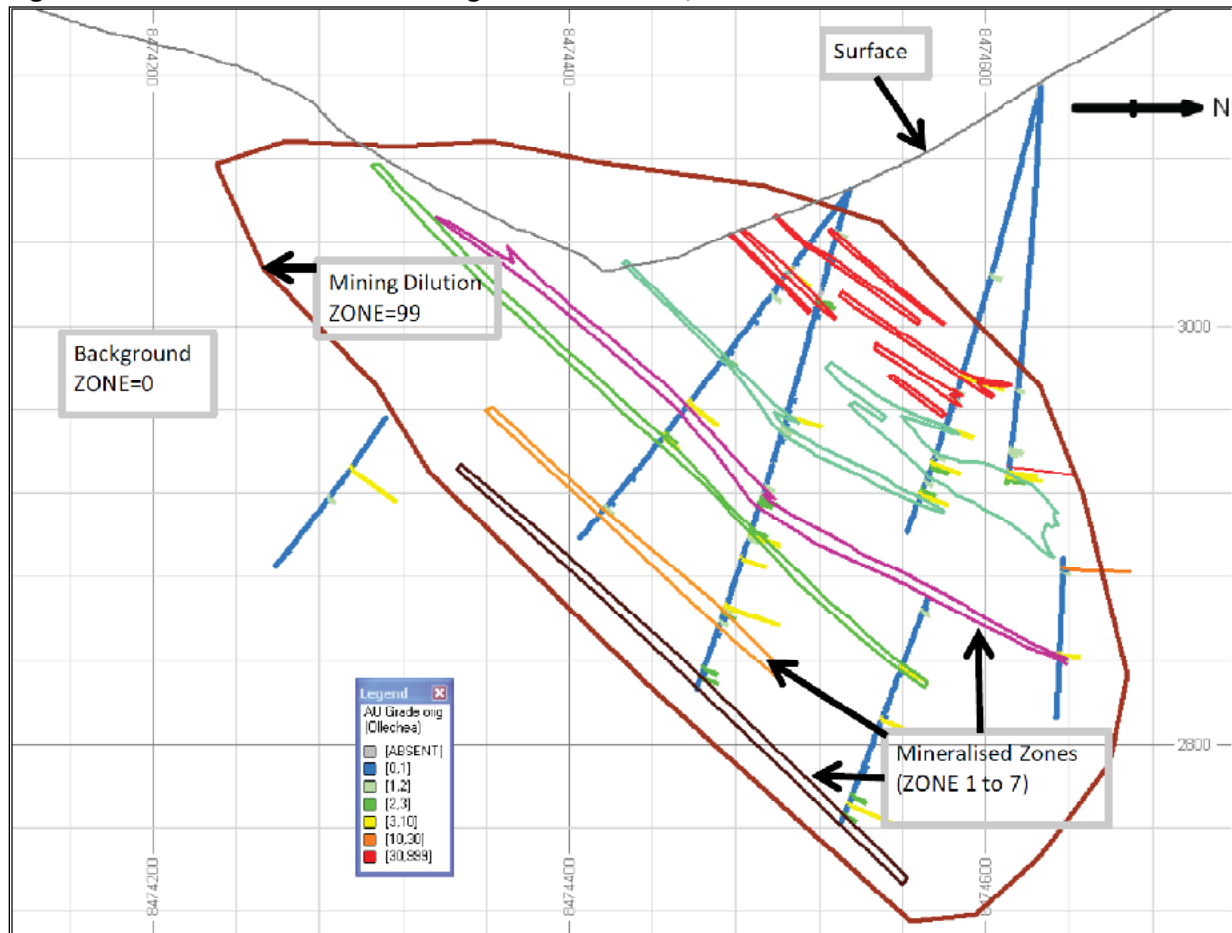 8474200
8474400
8474600
Surface
N
Mining Dilution
ZONE=99
3000
Background
ZONE=0
Legend
AU Grade orig
(Ollechea)
[ABSENT]
[0,1]
[1,2]
[2,3]
[3,10]
[10,30]
[30,999]
2800
Mineralised Zones
(ZONE 1 to 7)
8474200
8474400
8474600